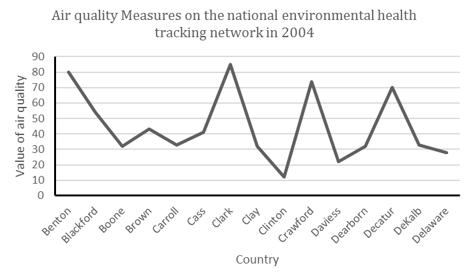 Air quality Measures on the national environmental health
tracking network in 2004
Value of air quality
90
80
70
60
50
40
30
20
10
0
Benton
Blackford
Boone
Brown
Carroll
Cass
Clark
Clay
Clinton
Crawford
Daviess
Dearborn
Decatur
DeKalb
Delaware
Country